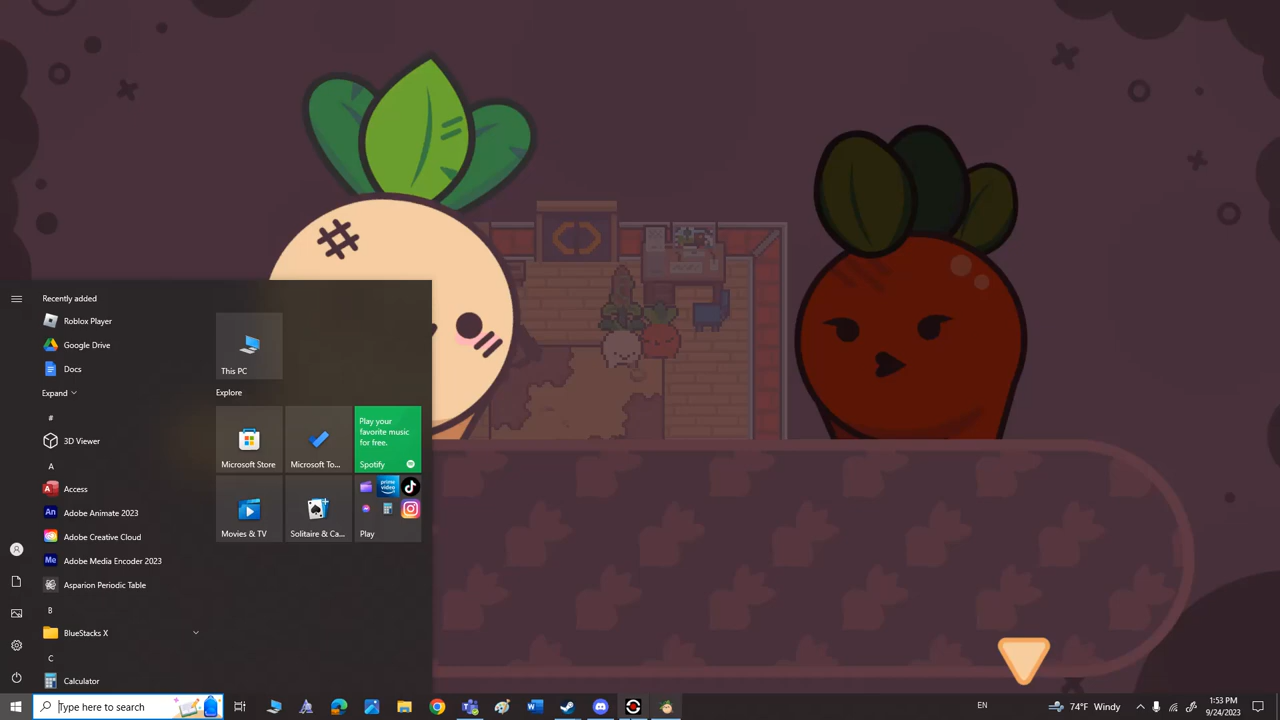 Recently added
Roblox Player
Google Drive
Docs
Expand
#
3D Viewer
A
Access
Adobe Animate 2023
Adobe Creative Cloud
Adobe Media Encoder 2023
Asparion Periodic Table
B
BlueStacks X
C
Calculator
This PC
Explore
Microsoft Store
Microsoft To...
Play your
favorite music
for free.
Spotify
Movies & TV
Solitaire & Ca...
prime
video
Play
Type here to search
EN
74°F Windy
1:53 PM
9/24/2023